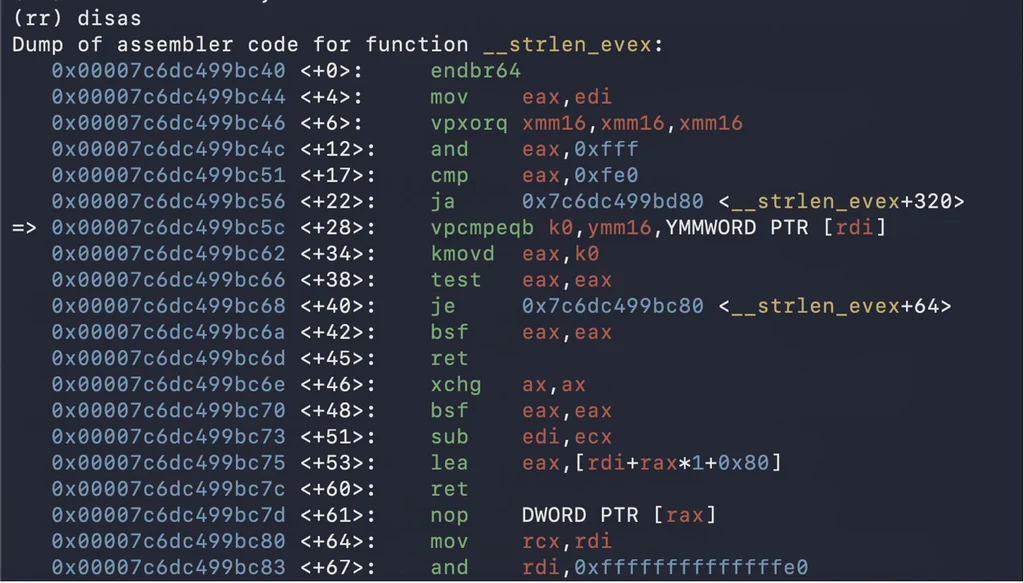 (rr) disas
Dump of assembler code for function __strlen_evex:
   0x00007c6dc499bc40 <+0>:     endbr64
   0x00007c6dc499bc44 <+4>:     mov    eax,edi
   0x00007c6dc499bc46 <+6>:     vpxorq xmm16,xmm16,xmm16
   0x00007c6dc499bc4c <+12>:    and    eax,0xfff
   0x00007c6dc499bc51 <+17>:    cmp    eax,0xfe0
   0x00007c6dc499bc56 <+22>:    ja     0x7c6dc499bd80 <__strlen_evex+320>
=> 0x00007c6dc499bc5c <+28>:    vpcmpeqb k0,ymm16,YMMWORD PTR [rdi]
   0x00007c6dc499bc62 <+34>:    kmovd  eax,k0
   0x00007c6dc499bc66 <+38>:    test   eax,eax
   0x00007c6dc499bc68 <+40>:    je     0x7c6dc499bc80 <__strlen_evex+64>
   0x00007c6dc499bc6a <+42>:    bsf    eax,eax
   0x00007c6dc499bc6d <+45>:    ret
   0x00007c6dc499bc6e <+46>:    xchg   ax,ax
   0x00007c6dc499bc70 <+48>:    bsf    eax,eax
   0x00007c6dc499bc73 <+51>:    sub    edi,ecx
   0x00007c6dc499bc75 <+53>:    lea    eax,[rdi+rax*1+0x80]
   0x00007c6dc499bc7c <+60>:    ret
   0x00007c6dc499bc7d <+61>:    nop    DWORD PTR [rax]
   0x00007c6dc499bc80 <+64>:    mov    rcx,rdi
   0x00007c6dc499bc83 <+67>:    and    rdi,0xffffffffffffffe0